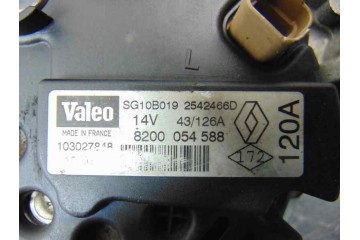 L
Valeo SG10B019 2542466D
14V 43/126A
MADE IN FRANCE 8200 054 588
103027848
172
120A